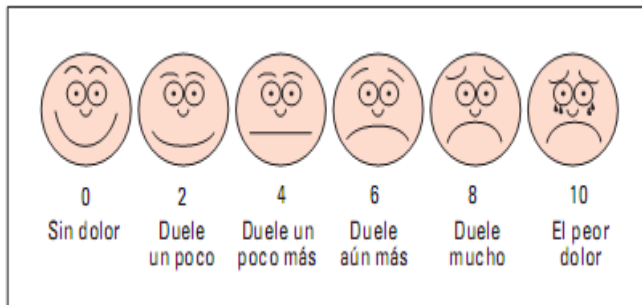 0 2 4 6 8 10
Sin dolor Duele Duele un Duele Duele El peor
un poco poco más aún más mucho dolor